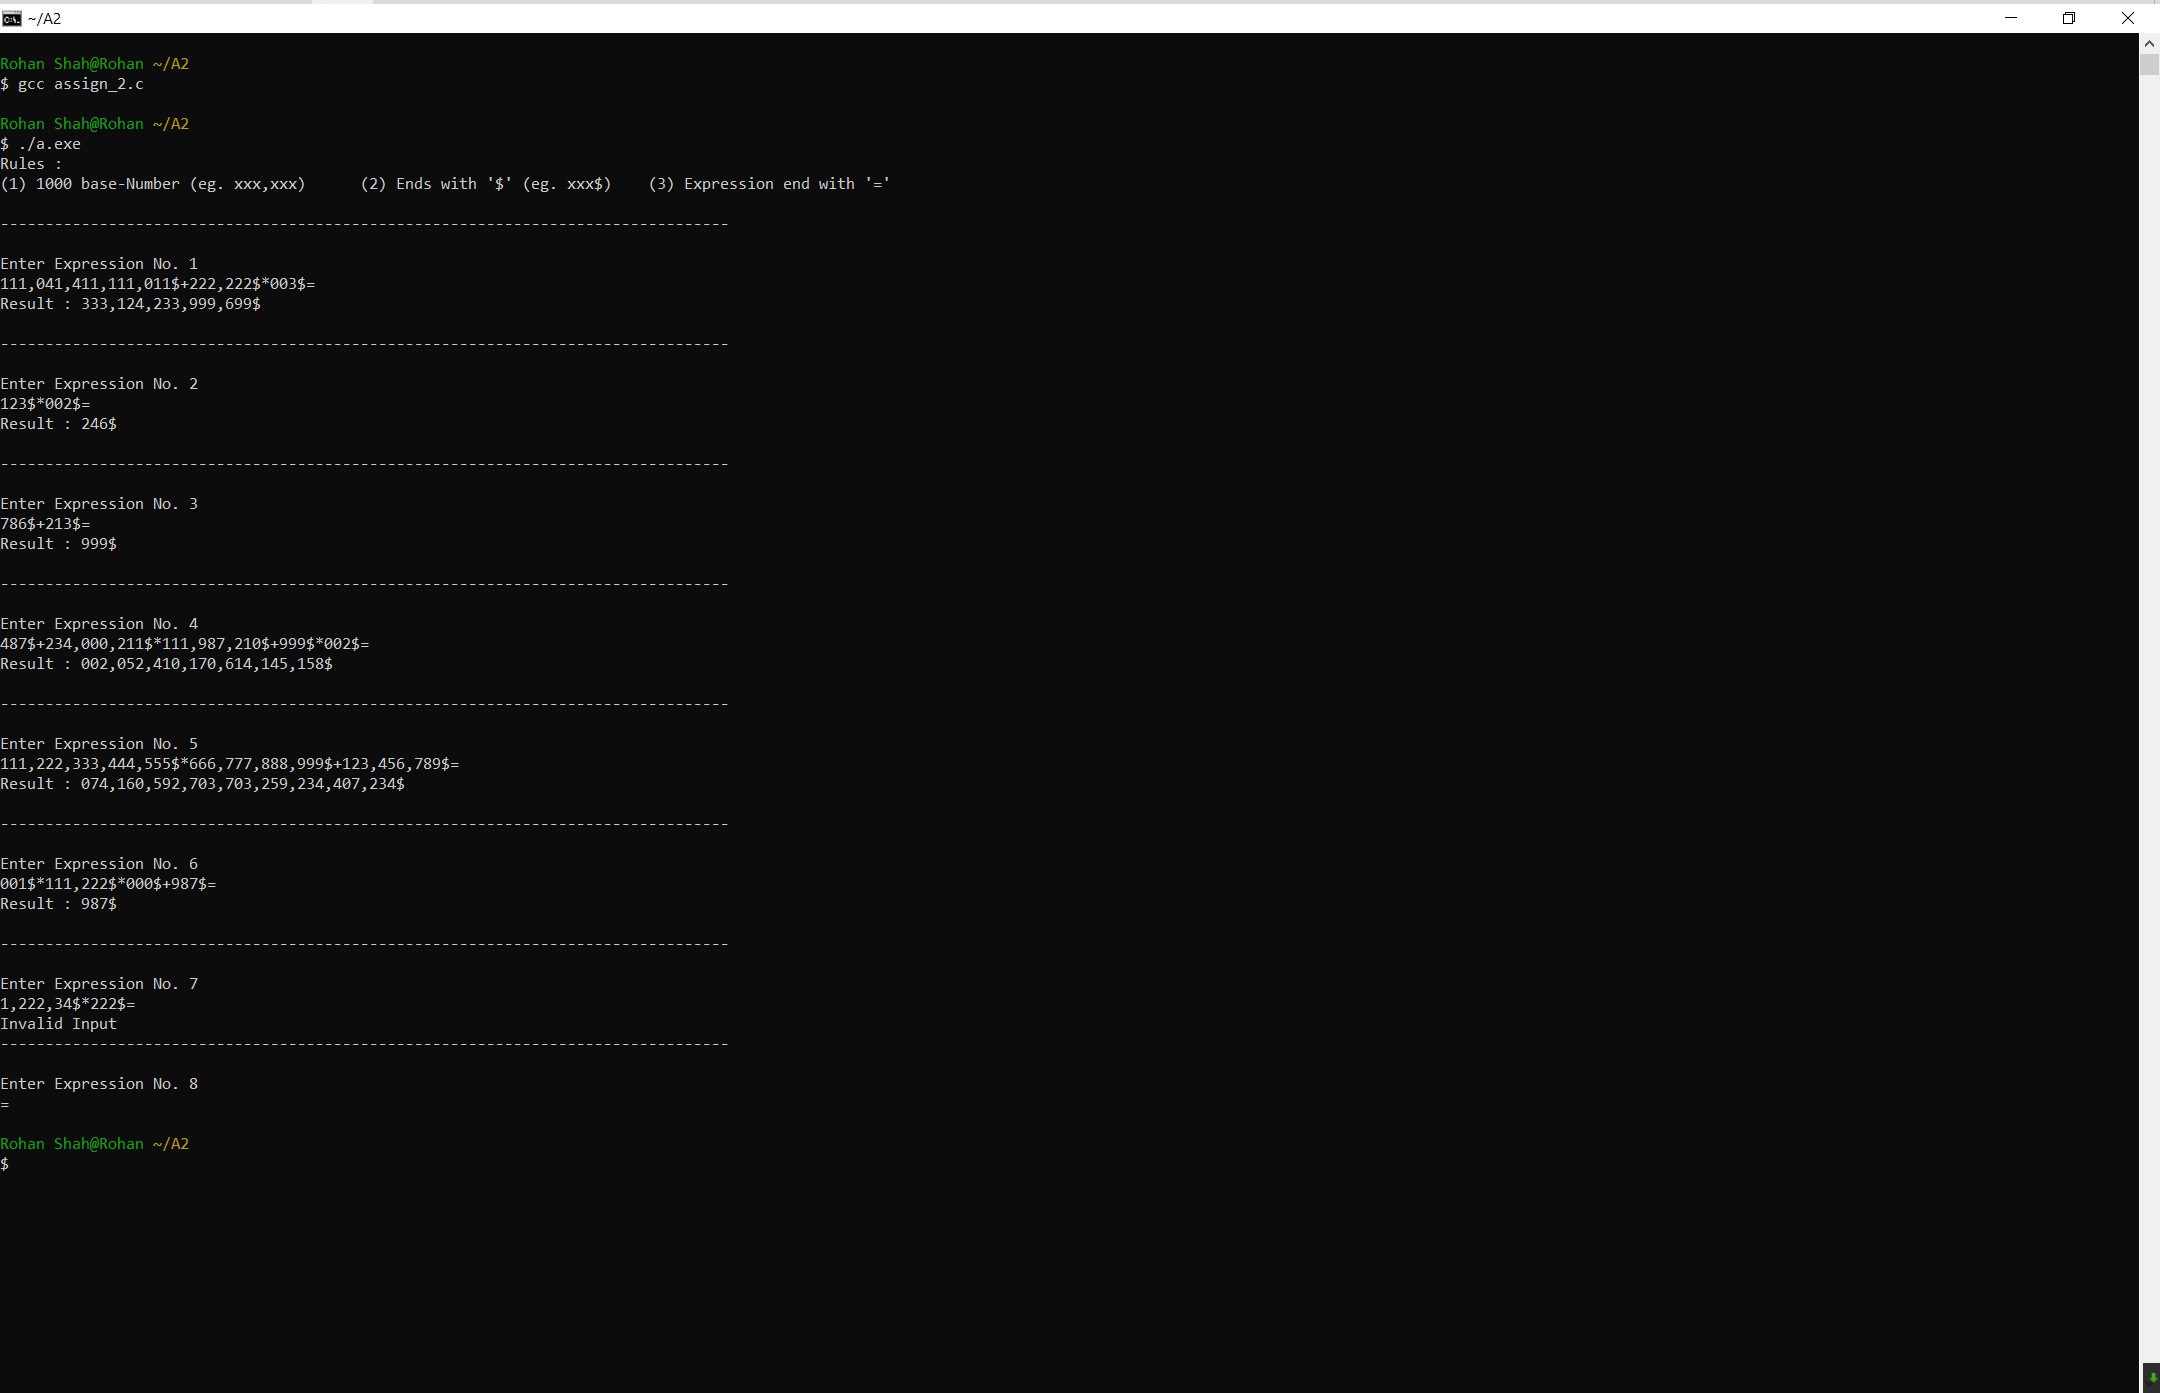 ~/A2
Rohan Shah@Rohan ~/A2
$ gcc assign_2.c
Rohan Shah@Rohan ~/A2
$ ./a.exe
Rules :
(1) 1000 base-Number (eg. xxx,xxx)      (2) Ends with '$' (eg. xxx$)    (3) Expression end with '='
---------------------------------------------------------------------------------
Enter Expression No. 1
111,041,411,111,011$+222,222$*003$=
Result : 333,124,233,999,699$
---------------------------------------------------------------------------------
Enter Expression No. 2
123$*002$=
Result : 246$
---------------------------------------------------------------------------------
Enter Expression No. 3
786$+213$=
Result : 999$
---------------------------------------------------------------------------------
Enter Expression No. 4
487$+234,000,211$*111,987,210$+999$*002$=
Result : 002,052,410,170,614,145,158$
---------------------------------------------------------------------------------
Enter Expression No. 5
111,222,333,444,555$*666,777,888,999$+123,456,789$=
Result : 074,160,592,703,703,259,234,407,234$
---------------------------------------------------------------------------------
Enter Expression No. 6
001$*111,222$*000$+987$=
Result : 987$
---------------------------------------------------------------------------------
Enter Expression No. 7
1,222,34$*222$=
Invalid Input
---------------------------------------------------------------------------------
Enter Expression No. 8
=
Rohan Shah@Rohan ~/A2
$